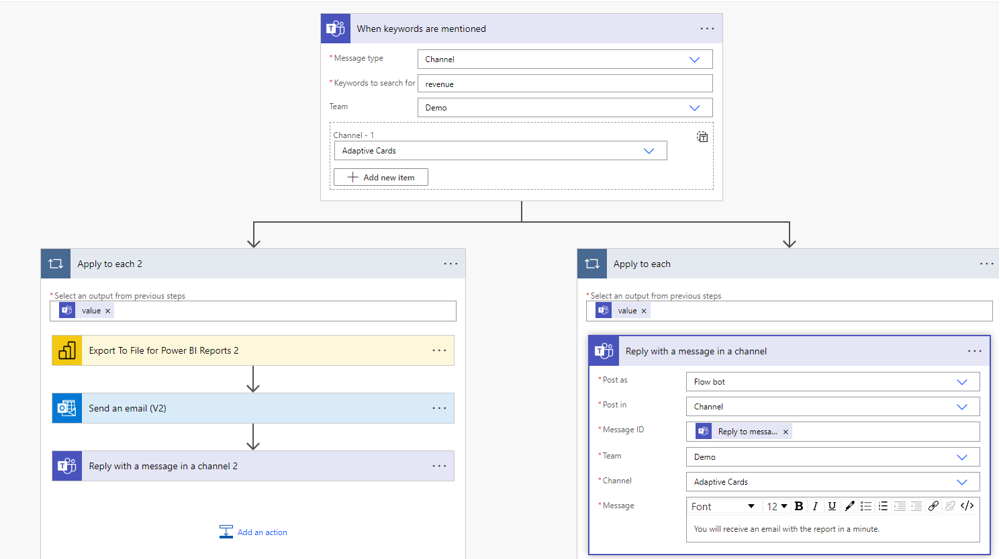 When keywords are mentioned
* Message type
Channel
* Keywords to search for
revenue
Team
Demo
Channel - 1
Adaptive Cards
Add new item
Apply to each 2
* Select an output from previous steps
value ×
Export To File for Power BI Reports 2
Send an email (V2)
Reply with a message in a channel 2
Add an action
Apply to each
* Select an output from previous steps
value ×
Reply with a message in a channel
* Post as
Flow bot
* Post in
Channel
* Message ID
Reply to messa... ×
* Team
Demo
* Channel
Adaptive Cards
* Message
Font 12 B I U </>
You will receive an email with the report in a minute.